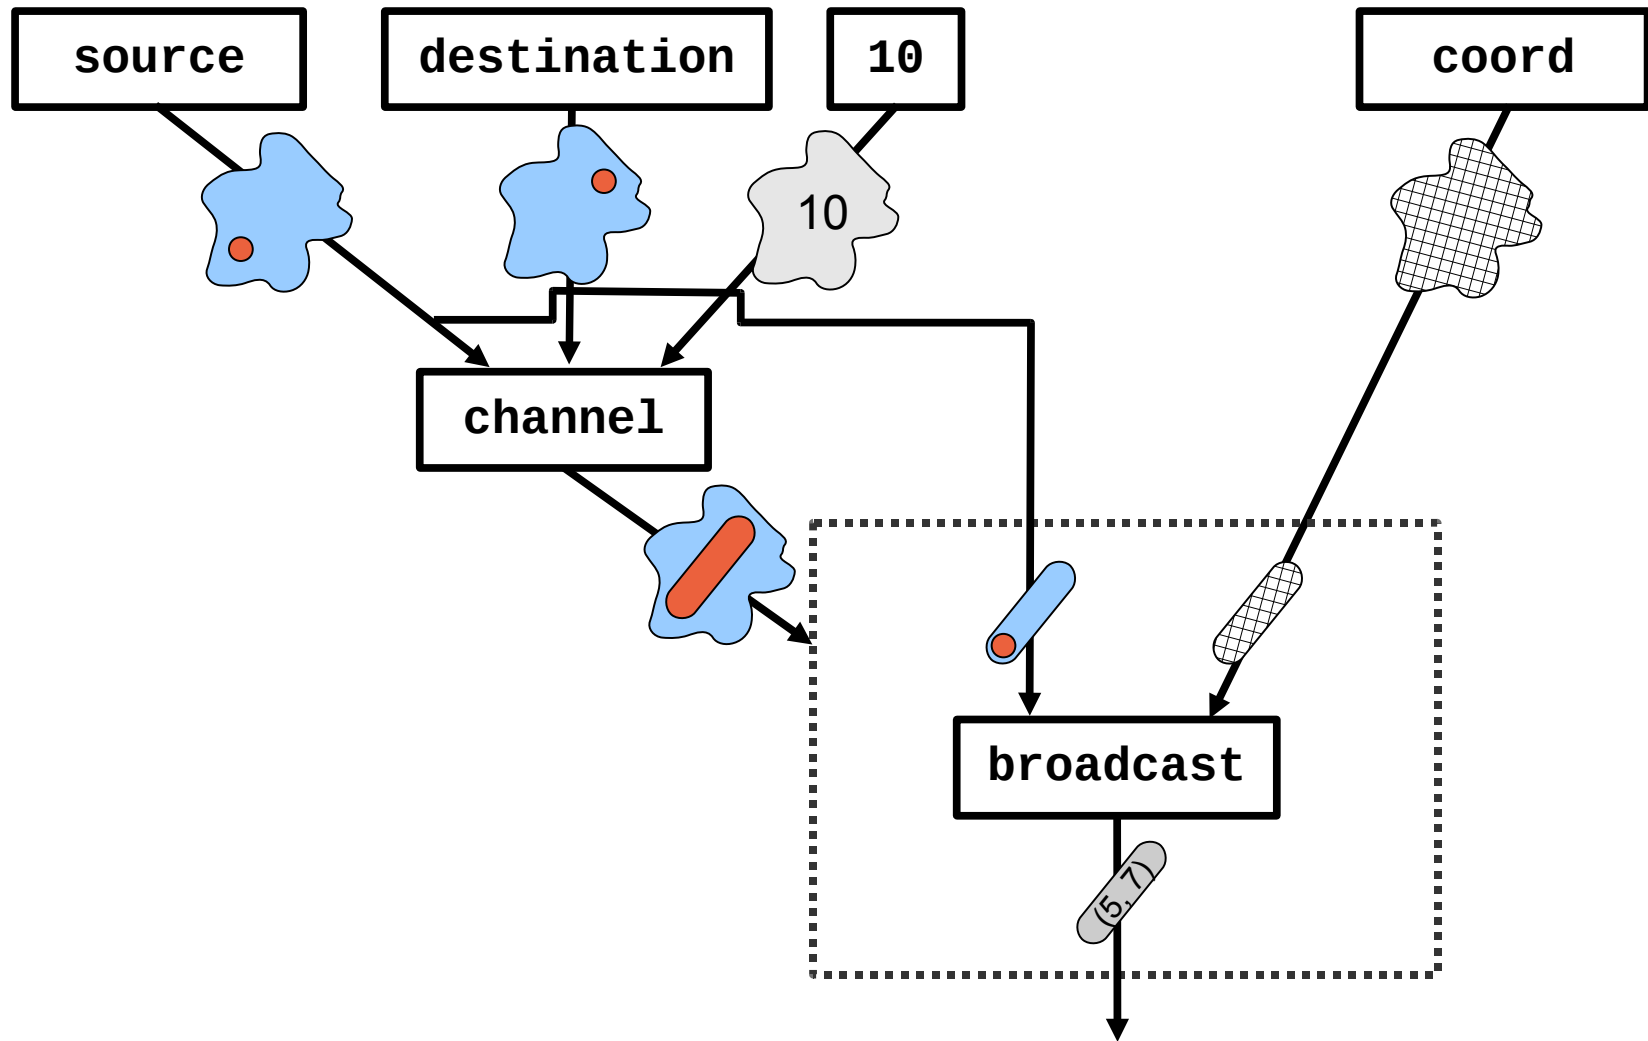 source
destination
10
coord
10
channel
broadcast
(5, 7)